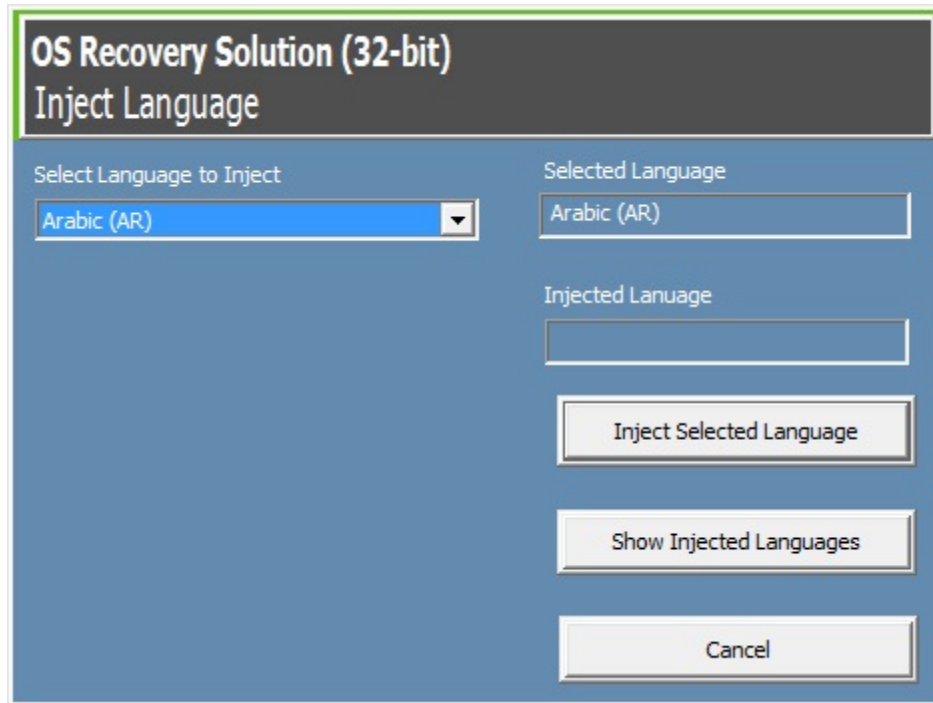 OS Recovery Solution (32-bit)
Inject Language
Select Language to Inject
Arabic (AR)
Selected Language
Arabic (AR)
Injected Lanuage
Inject Selected Language
Show Injected Languages
Cancel